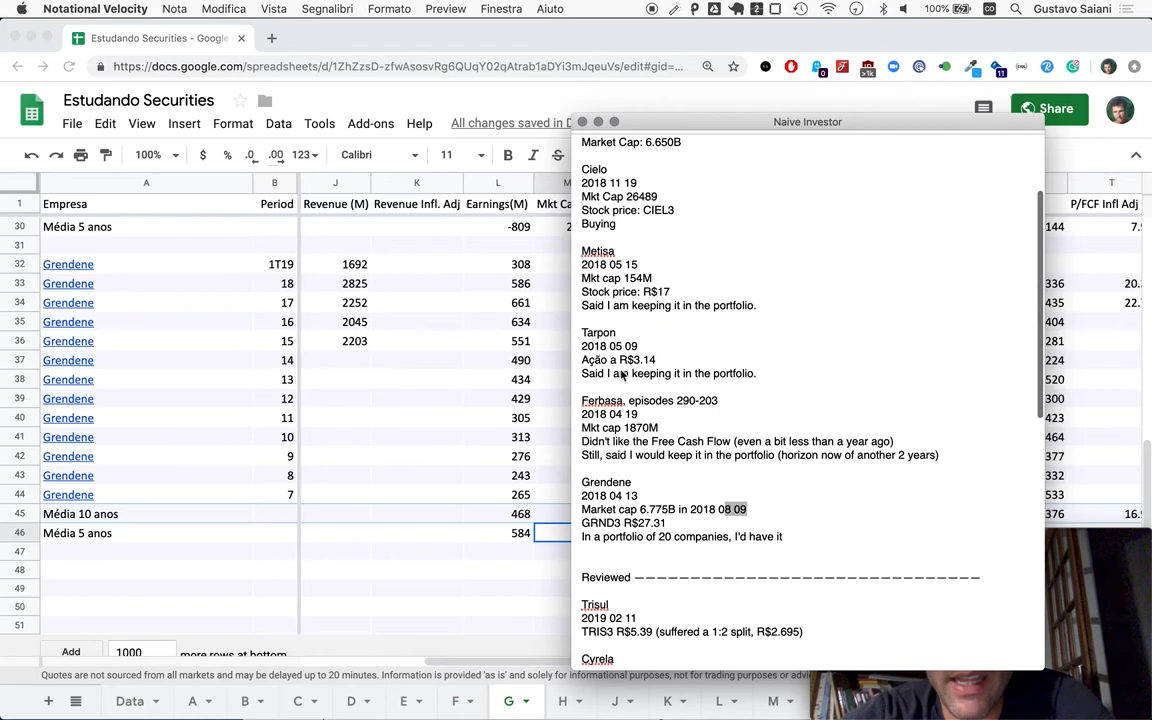 Notational Velocity Nota Modifica Vista Segnalibri Formato Preview Finestra Aiuto 2 100% Gustavo Saiani
Estudando Securities - Google
https://docs.google.com/spreadsheets/d/1ZhZzsD-zfwAsosvRg6QUqY02qAtrab1aDYi3mJqeuVs/edit#gid=... 0 >1k 11
Estudando Securities
File Edit View Insert Format Data Tools Add-ons Help All changes saved in D
Share
100% $ % .0 .00 123 Calibri 11 B I S
A B J K L M T
1 Empresa Period Revenue (M) Revenue Infl. Adj Earnings(M) Mkt Ca P/FCF Infl Adj
30 Média 5 anos -809 2 144 7.
31
32 Grendene 1T19 1692 308
33 Grendene 18 2825 586 336 20.
34 Grendene 17 2252 661 435 22.
35 Grendene 16 2045 634 404
36 Grendene 15 2203 551 281
37 Grendene 14 490 224
38 Grendene 13 434 520
39 Grendene 12 429 300
40 Grendene 11 305 423
41 Grendene 10 313 464
42 Grendene 9 276 377
43 Grendene 8 243 332
44 Grendene 7 265 533
45 Média 10 anos 468 376 16.
46 Média 5 anos 584
47
48
49
50
51
Add 1000 more rows at bottom.
Quotes are not sourced from all markets and may be delayed up to 20 minutes. Information is provided 'as is' and solely for informational purposes, not for trading purposes or advi
Data A B C D E F G H J K L M
Naive Investor
Market Cap: 6.650B
Cielo
2018 11 19
Mkt Cap 26489
Stock price: CIEL3
Buying
Metisa
2018 05 15
Mkt cap 154M
Stock price: R$17
Said I am keeping it in the portfolio.
Tarpon
2018 05 09
Ação a R$3.14
Said I am keeping it in the portfolio.
Ferbasa, episodes 290-203
2018 04 19
Mkt cap 1870M
Didn't like the Free Cash Flow (even a bit less than a year ago)
Still, said I would keep it in the portfolio (horizon now of another 2 years)
Grendene
2018 04 13
Market cap 6.775B in 2018 08 09
GRND3 R$27.31
In a portfolio of 20 companies, I'd have it
Reviewed — — — — — — — — — — — — — — — — — — — — — — — — — — — — — — —
Trisul
2019 02 11
TRIS3 R$5.39 (suffered a 1:2 split, R$2.695)
Cyrela